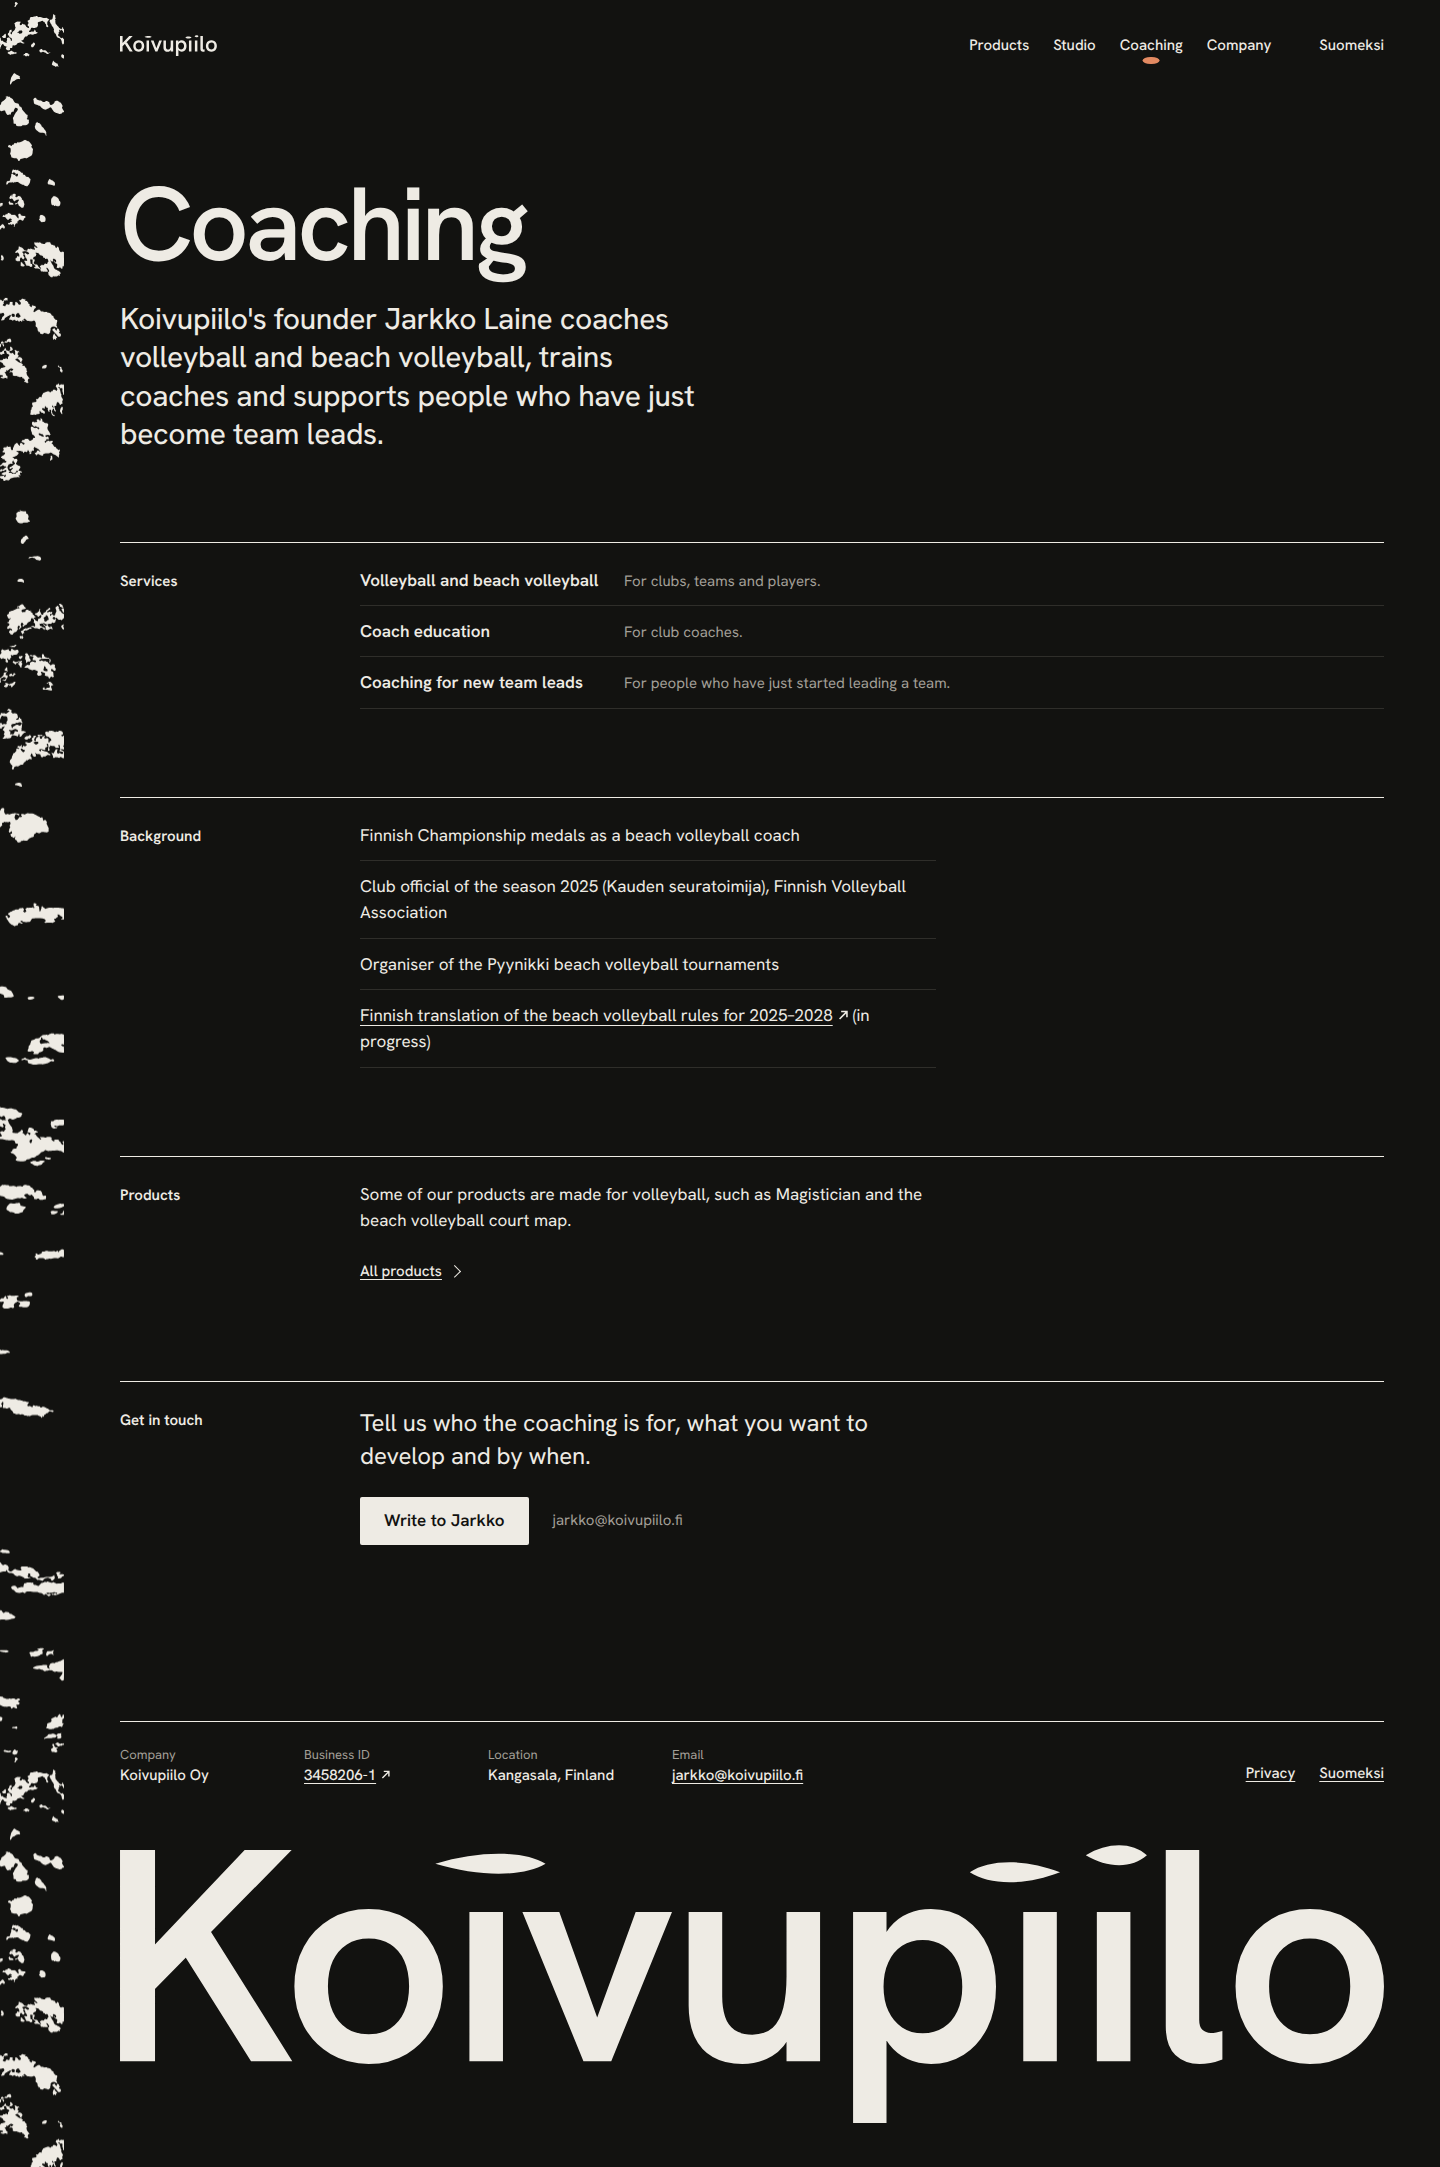 Koivupiilo
Products Studio Coaching Company Suomeksi
Coaching
Koivupiilo's founder Jarkko Laine coaches
volleyball and beach volleyball, trains
coaches and supports people who have just
become team leads.
Services
Volleyball and beach volleyball For clubs, teams and players.
Coach education For club coaches.
Coaching for new team leads For people who have just started leading a team.
Background
Finnish Championship medals as a beach volleyball coach
Club official of the season 2025 (Kauden seuratoimija), Finnish Volleyball
Association
Organiser of the Pyynikki beach volleyball tournaments
Finnish translation of the beach volleyball rules for 2025–2028 ↗ (in
progress)
Products
Some of our products are made for volleyball, such as Magistician and the
beach volleyball court map.
All products
Get in touch
Tell us who the coaching is for, what you want to
develop and by when.
Write to Jarkko jarkko@koivupiilo.fi
Company Business ID Location Email
Koivupiilo Oy 3458206-1 ↗ Kangasala, Finland jarkko@koivupiilo.fi Privacy Suomeksi
Koivupiilo